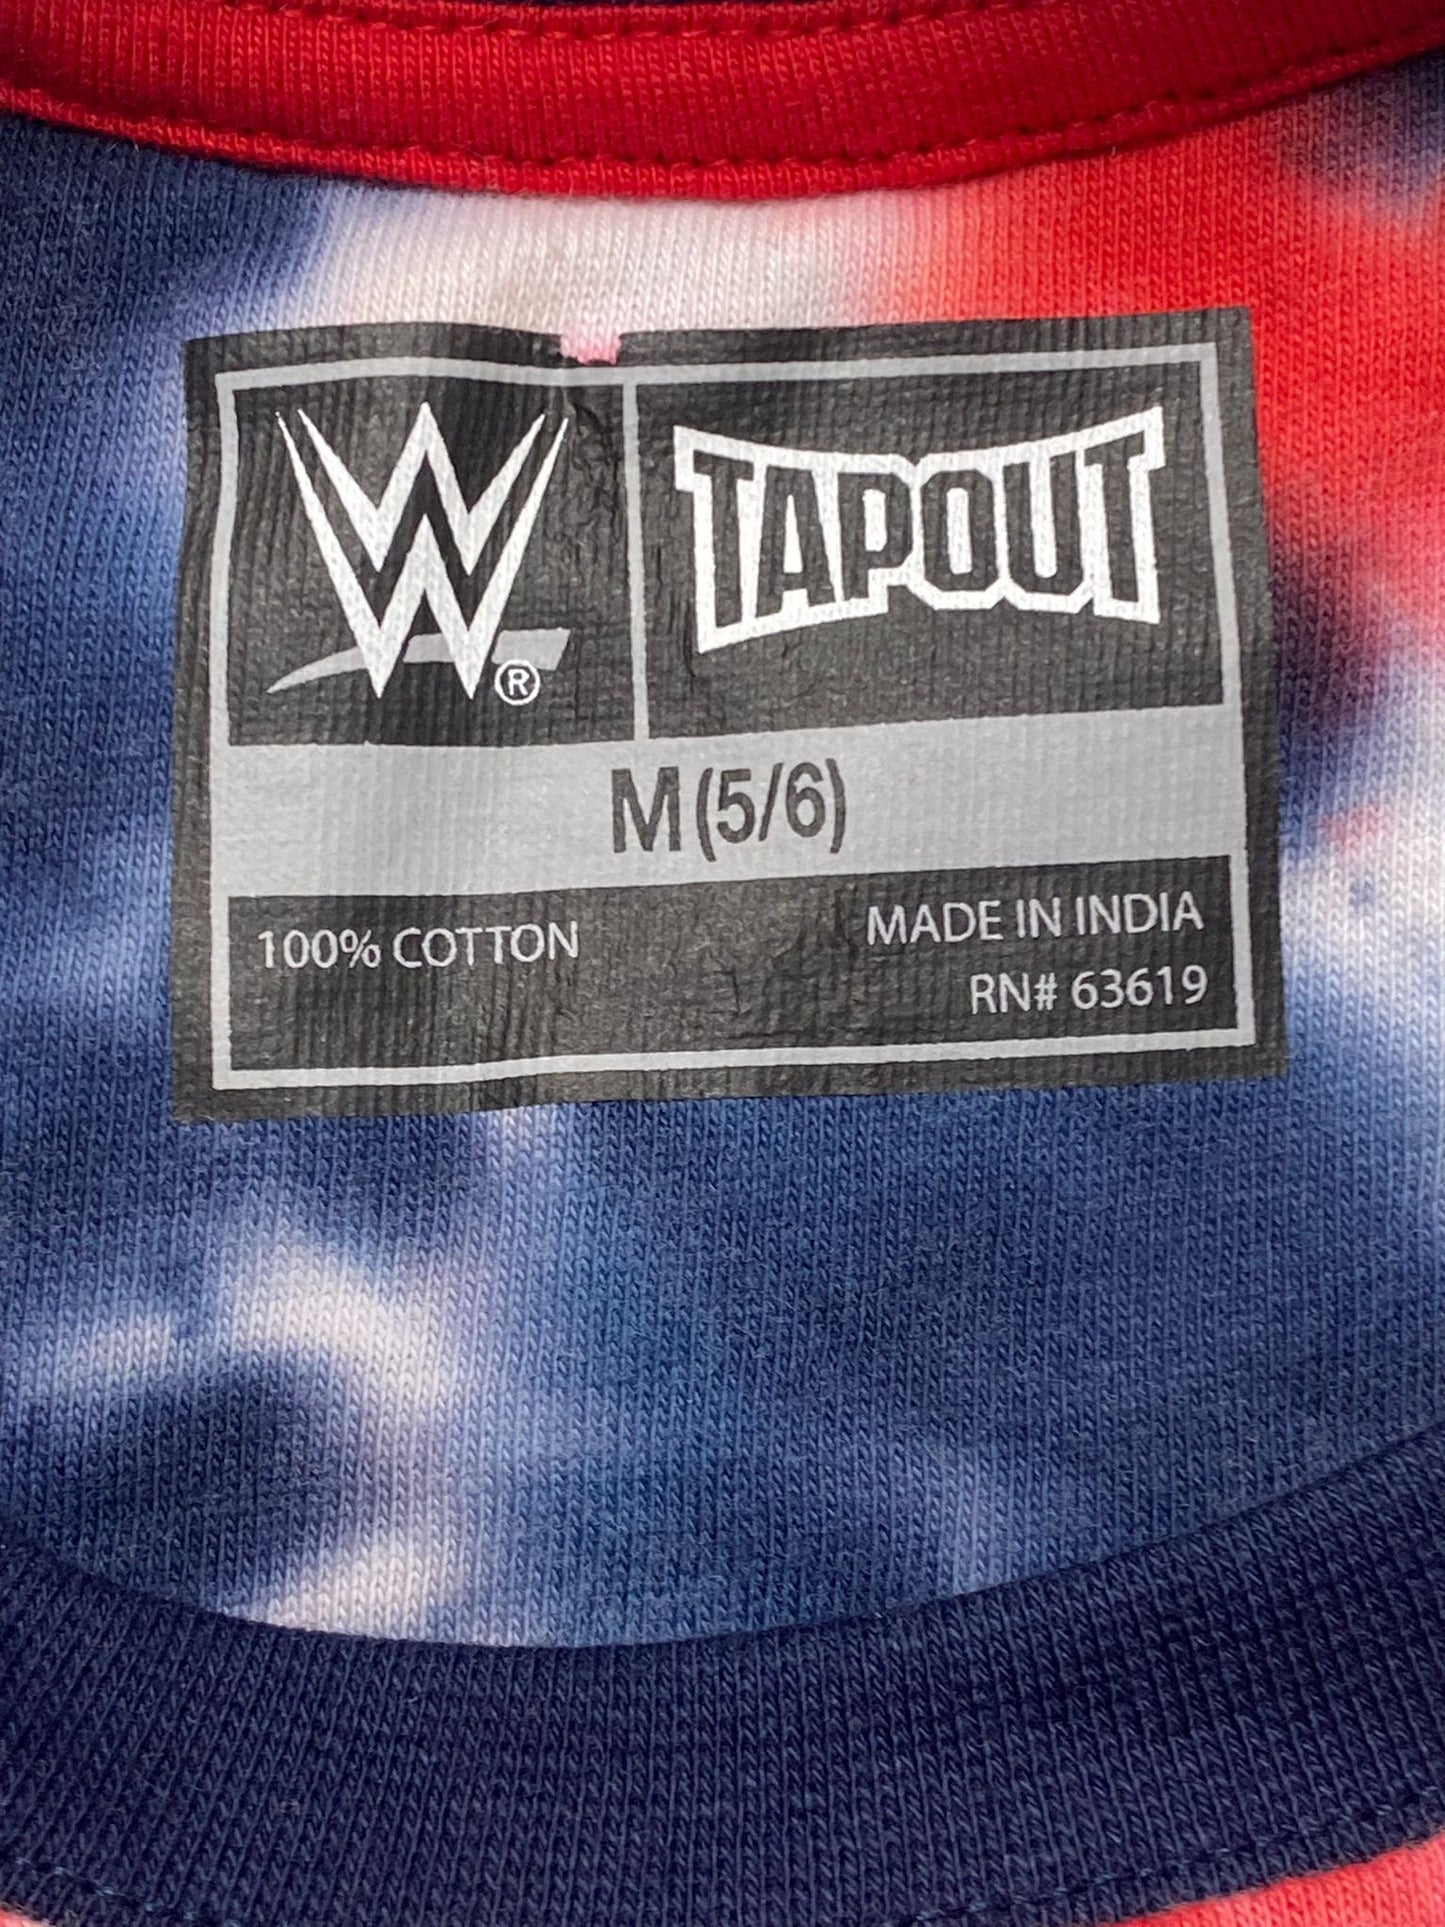 W ®
TAPOUT
M (5/6)
100% COTTON
MADE IN INDIA
RN# 63619